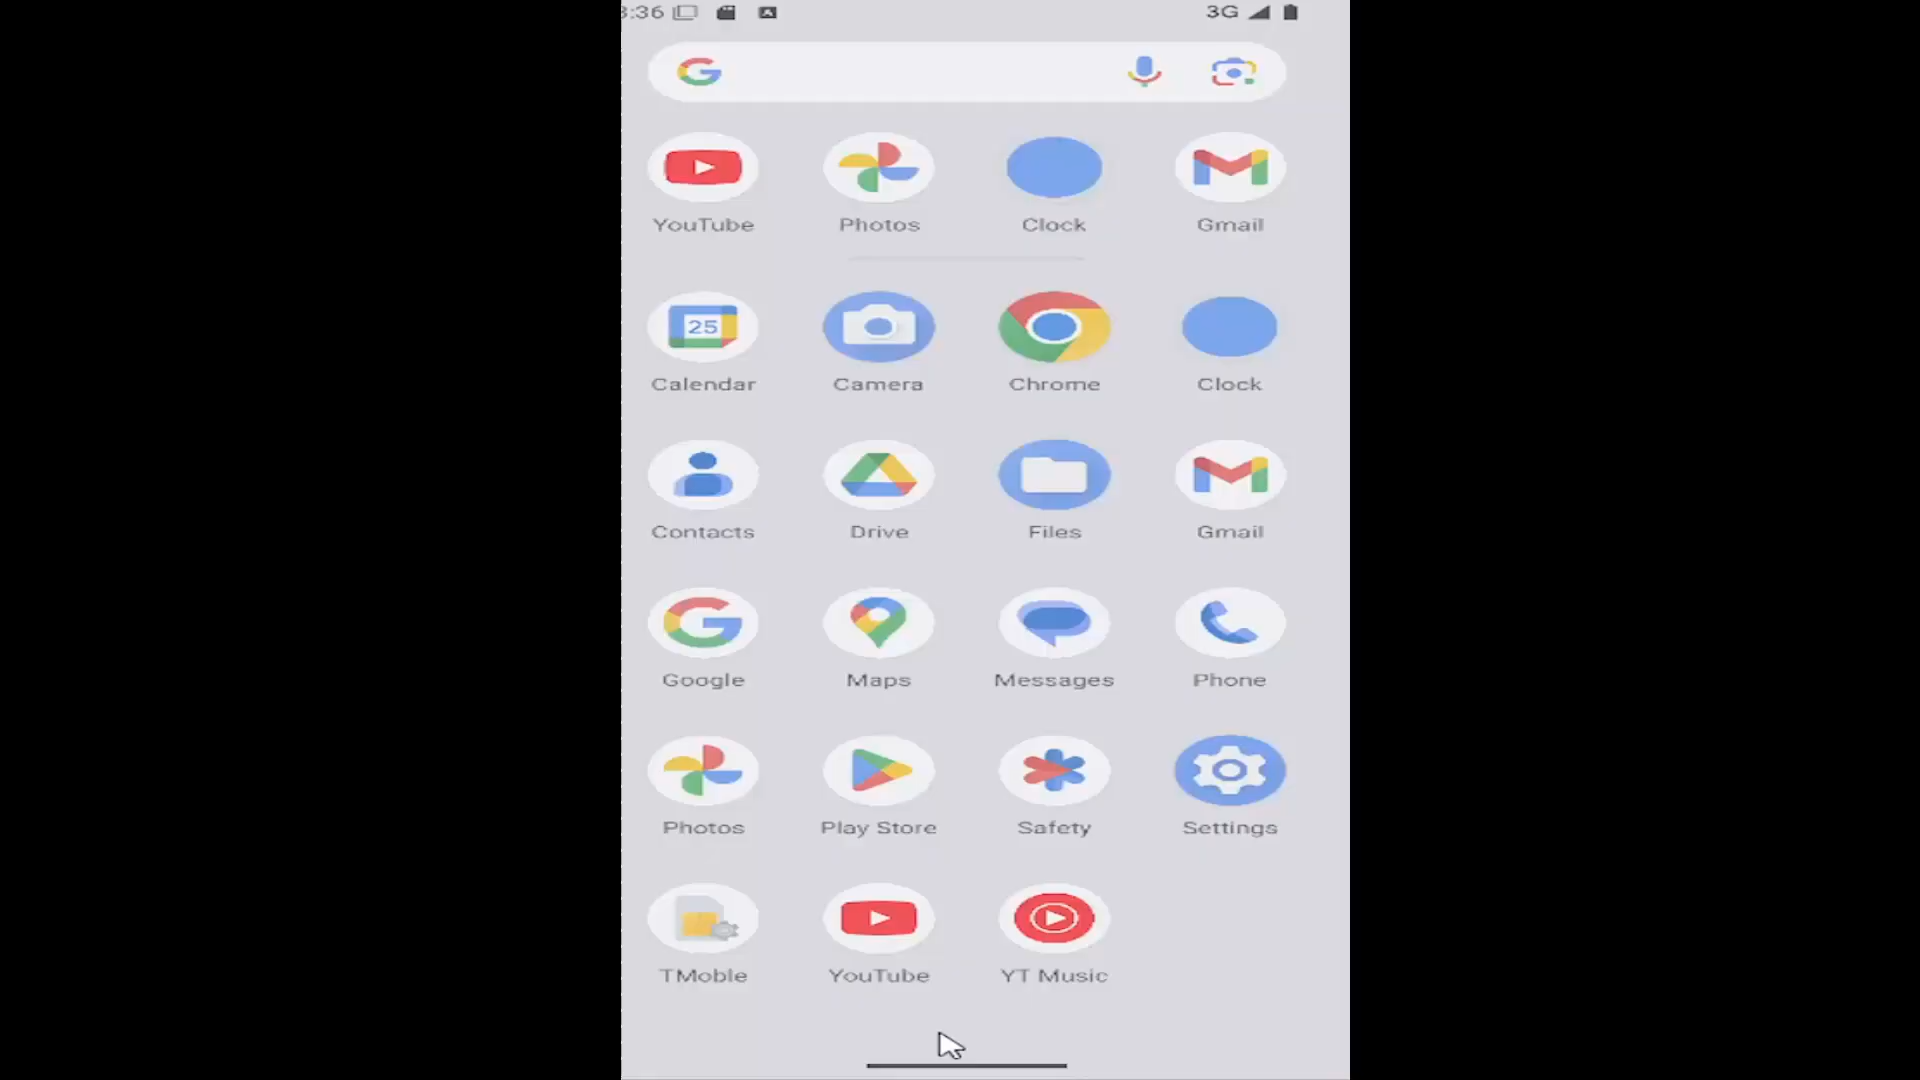 :36 3G
YouTube Photos Clock Gmail
25
Calendar Camera Chrome Clock
Contacts Drive Files Gmail
Google Maps Messages Phone
Photos Play Store Safety Settings
TMoble YouTube YT Music